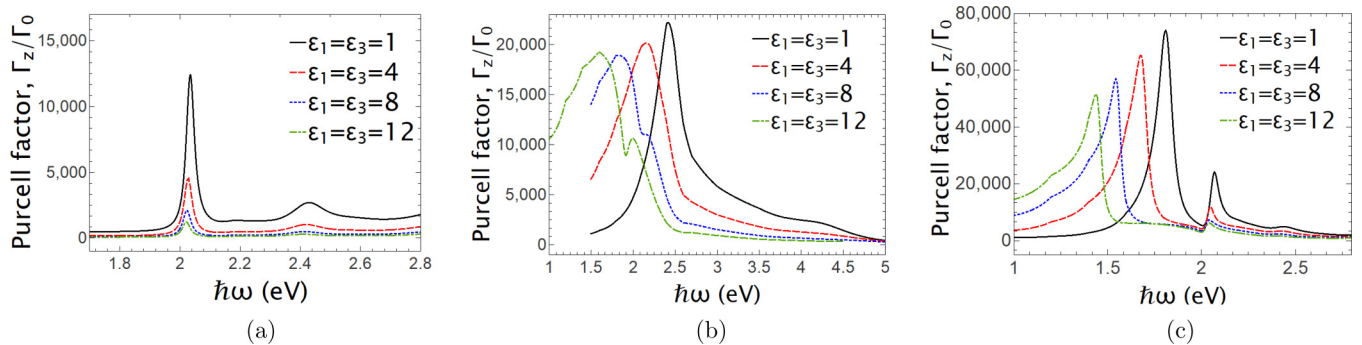 Purcell factor, Γz/Γ0
15,000
10,000
5,000
0
1.8
2
2.2
2.4
2.6
2.8
ħω (eV)
ε1=ε3=1
ε1=ε3=4
ε1=ε3=8
ε1=ε3=12
(a)
Purcell factor, Γz/Γ0
20,000
15,000
10,000
5,000
0
1
1.5
2
2.5
3
3.5
4
4.5
5
ħω (eV)
ε1=ε3=1
ε1=ε3=4
ε1=ε3=8
ε1=ε3=12
(b)
Purcell factor, Γz/Γ0
80,000
60,000
40,000
20,000
0
1
1.5
2
2.5
ħω (eV)
ε1=ε3=1
ε1=ε3=4
ε1=ε3=8
ε1=ε3=12
(c)